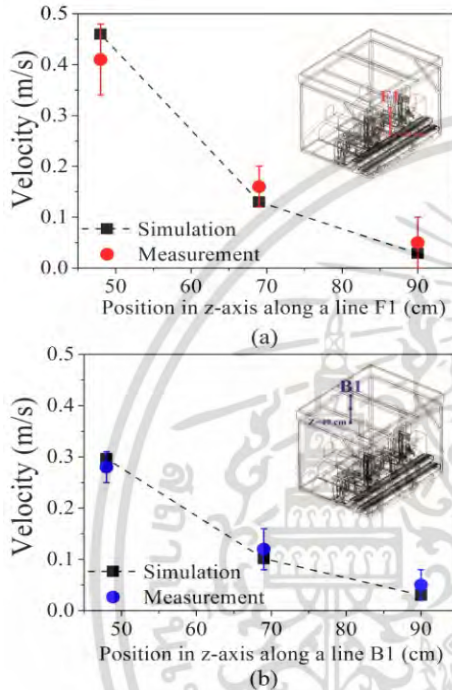 (a)
F1
0.5
0.4
0.3
0.2
0.1
0.0
Velocity (m/s)
Simulation
Measurement
50 60 70 80 90
Position in z-axis along a line F1 (cm)
(a)
B1
0.5
0.4
0.3
0.2
0.1
0.0
Velocity (m/s)
Simulation
Measurement
50 60 70 80 90
Position in z-axis along a line B1 (cm)
(b)